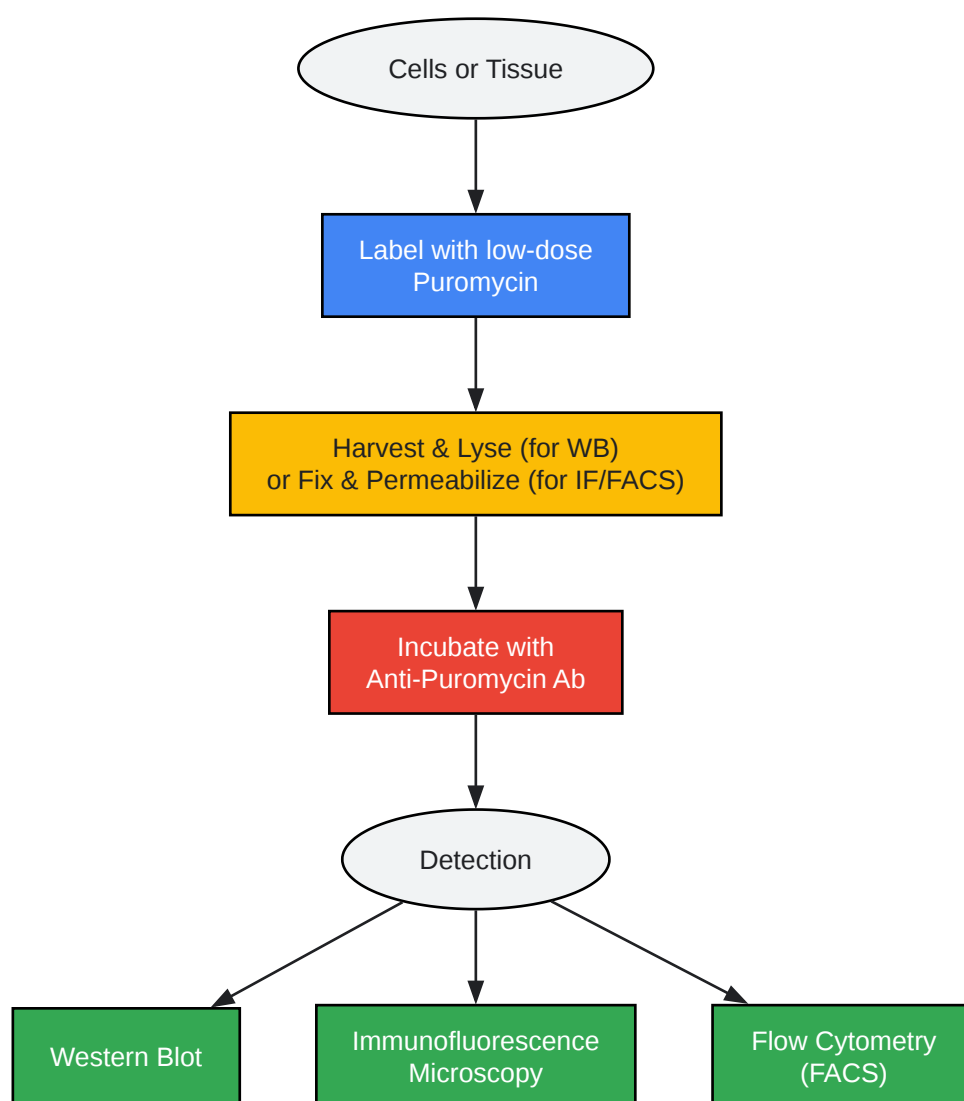 Cells or Tissue
Label with low-dose
Puromycin
Harvest & Lyse (for WB)
or Fix & Permeabilize (for IF/FACS)
Incubate with
Anti-Puromycin Ab
Detection
Western Blot
Immunofluorescence
Microscopy
Flow Cytometry
(FACS)